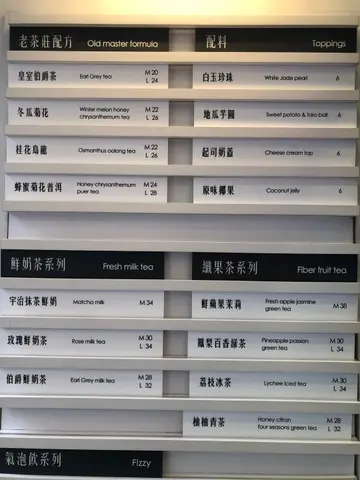 老茶莊配方 Old master formula
皇室伯爵茶 Earl Grey tea M 20
L 24
冬瓜菊花 Winter melon honey M 22
chrysanthemum tea L 26
桂花烏龍 Osmanthus oolong tea M 22
L 26
蜂蜜菊花普洱 Honey chrysanthemum M 24
puer tea L 28
配料 Toppings
白玉珍珠 White Jade pearl 6
地瓜芋圓 Sweet potato & taro ball 6
起司奶蓋 Cheese cream tap 6
原味椰果 Coconut jelly 6
鮮奶茶系列 Fresh milk tea
宇治抹茶鮮奶 Matcha milk M 34
玫瑰鮮奶茶 Rose milk tea M 30
L 34
伯爵鮮奶茶 Earl Grey milk tea M 28
L 32
纖果茶系列 Fiber fruit tea
鮮蘋果茉莉 Fresh apple jasmine M 38
green tea
鳳梨百香綠茶 Pineapple passion M 30
green tea L 34
荔枝冰茶 Lychee iced tea M 30
L 34
柚柚青茶 Honey citron M 28
four seasons green tea L 32
氣泡飲系列 Fizzy